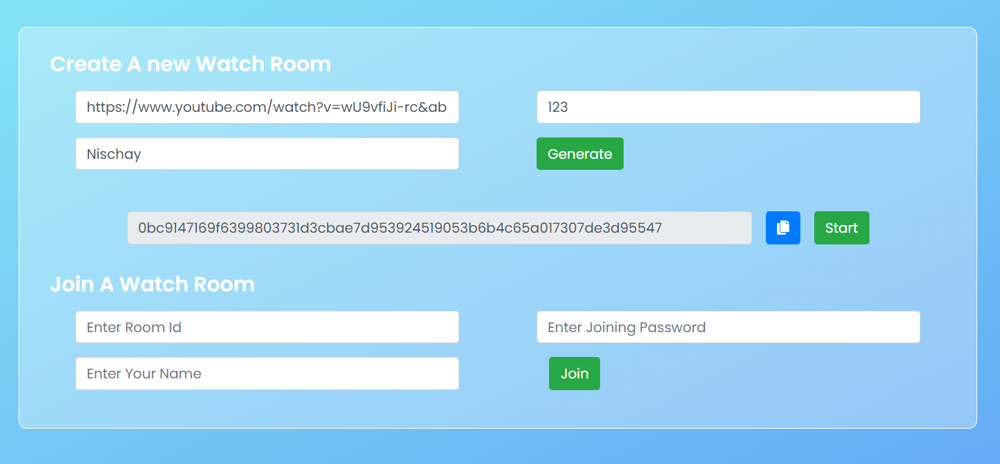 Create A new Watch Room
https://www.youtube.com/watch?v=wU9vfiJi-rc&ab
123
Nischay
Generate
0bc9147169f6399803731d3cbae7d953924519053b6b4c65a017307de3d95547
Start
Join A Watch Room
Enter Room Id
Enter Joining Password
Enter Your Name
Join